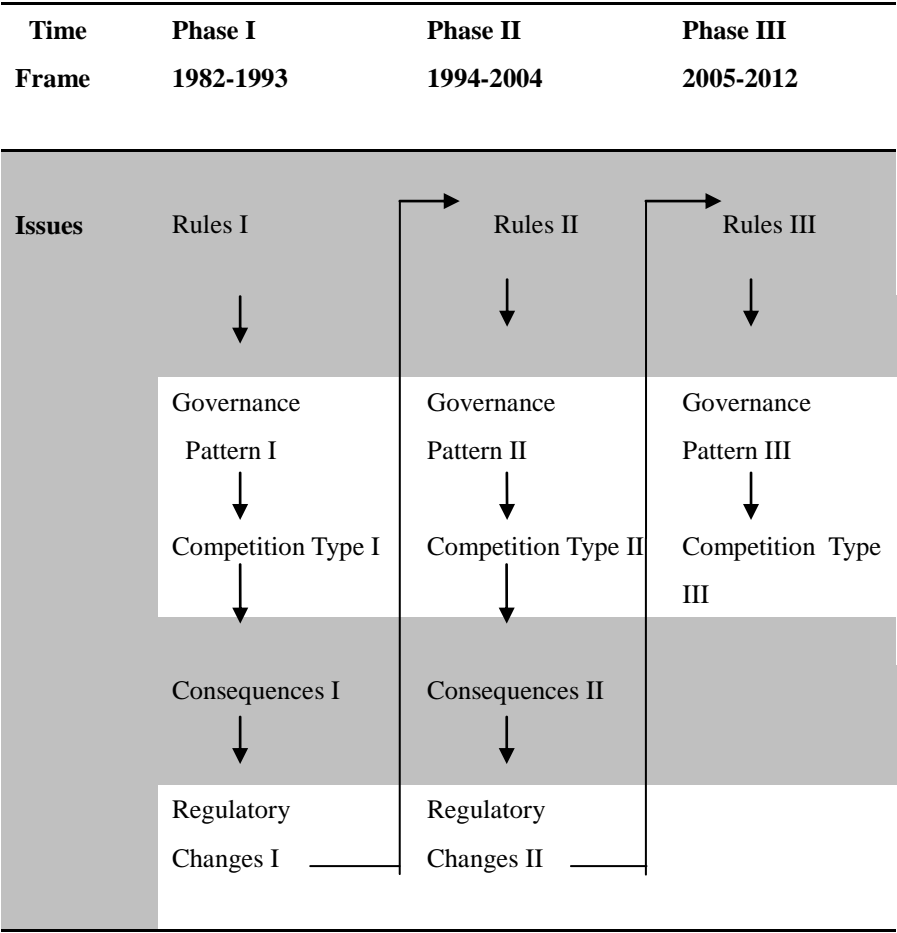 Time Phase I Phase II Phase III
Frame 1982-1993 1994-2004 2005-2012
Issues Rules I Rules II Rules III
Governance Governance Governance
Pattern I Pattern II Pattern III
Competition Type I Competition Type II Competition Type
III
Consequences I Consequences II
Regulatory Regulatory
Changes I Changes II